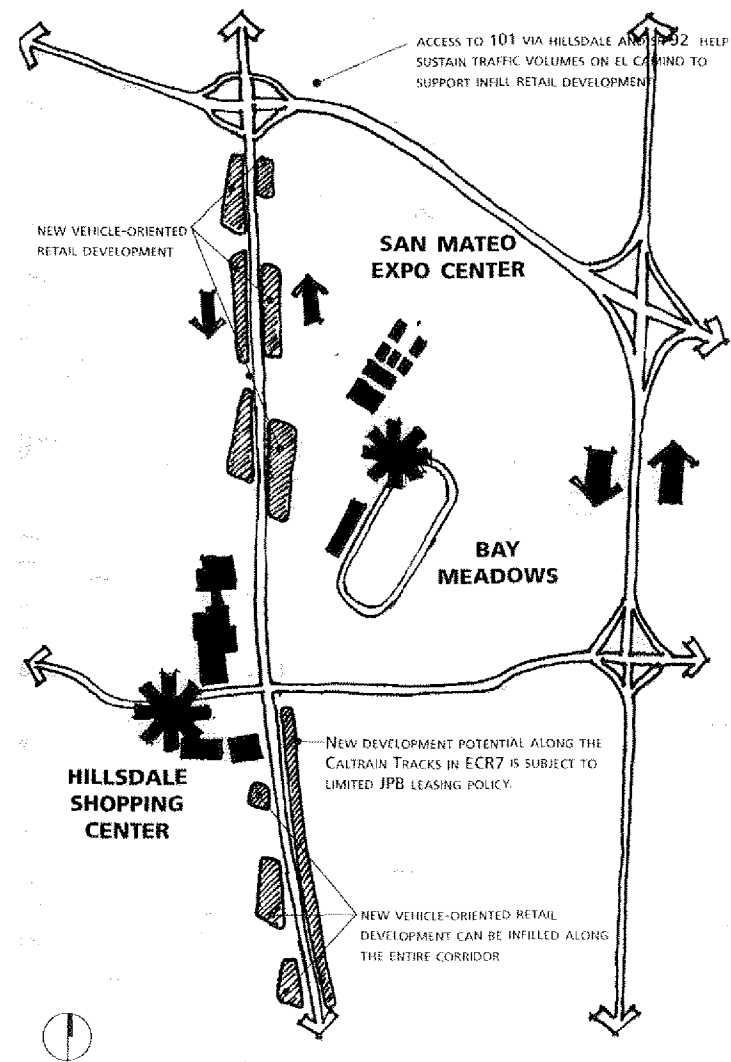 ACCESS TO 101 VIA HILLSDALE AND SR 92 HELP
SUSTAIN TRAFFIC VOLUMES ON EL CAMINO TO
SUPPORT INFILL RETAIL DEVELOPMENT
NEW VEHICLE-ORIENTED
RETAIL DEVELOPMENT
SAN MATEO
EXPO CENTER
BAY
MEADOWS
NEW DEVELOPMENT POTENTIAL ALONG THE
CALTRAIN TRACKS IN ECR7 IS SUBJECT TO
LIMITED JPB LEASING POLICY.
HILLSDALE
SHOPPING
CENTER
NEW VEHICLE-ORIENTED RETAIL
DEVELOPMENT CAN BE INFILLED ALONG
THE ENTIRE CORRIDOR